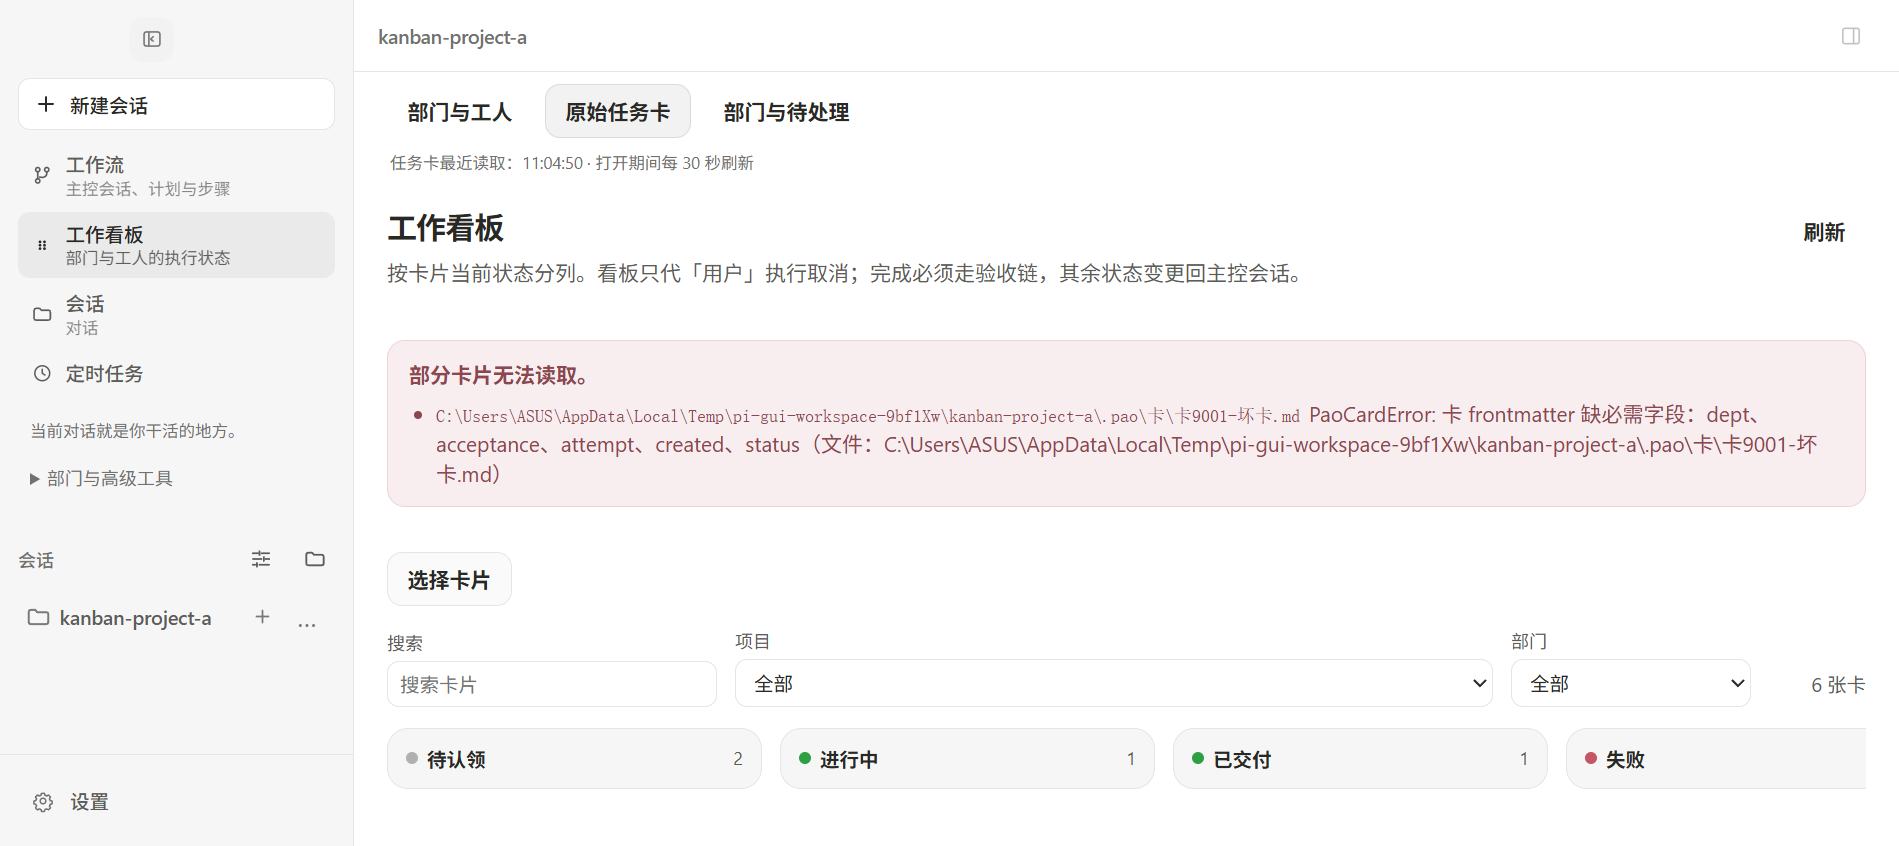 新建会话
工作流
主控会话、计划与步骤
工作看板
部门与工人的执行状态
会话
对话
定时任务
当前对话就是你干活的地方。
部门与高级工具
会话
kanban-project-a
...
设置
kanban-project-a
部门与工人
原始任务卡
部门与待处理
任务卡最近读取：11:04:50 · 打开期间每 30 秒刷新
工作看板
刷新
按卡片当前状态分列。看板只代「用户」执行取消；完成必须走验收链，其余状态变更回主控会话。
部分卡片无法读取。
C:\Users\ASUS\AppData\Local\Temp\pi-gui-workspace-9bf1Xw\kanban-project-a\.pao\卡\卡9001-坏卡.md PaoCardError: 卡 frontmatter 缺必需字段：dept、
acceptance、attempt、created、status（文件：C:\Users\ASUS\AppData\Local\Temp\pi-gui-workspace-9bf1Xw\kanban-project-a\.pao\卡\卡9001-坏
卡.md）
选择卡片
搜索
搜索卡片
项目
全部
部门
全部
6 张卡
待认领 2
进行中 1
已交付 1
失败